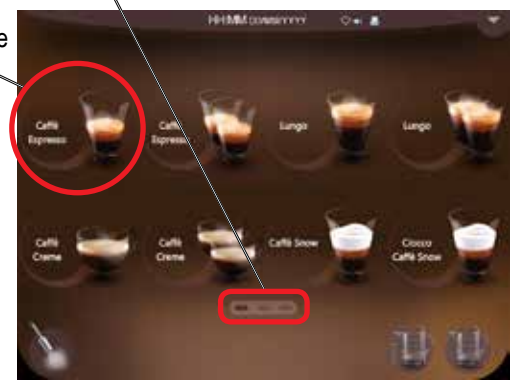 e
HH:MM DD/MM/YYYY
Caffè
Espresso
Caffè
Espresso
Lungo
Lungo
Caffè
Creme
Caffè
Creme
Caffè Snow
Ciocco
Caffè Snow